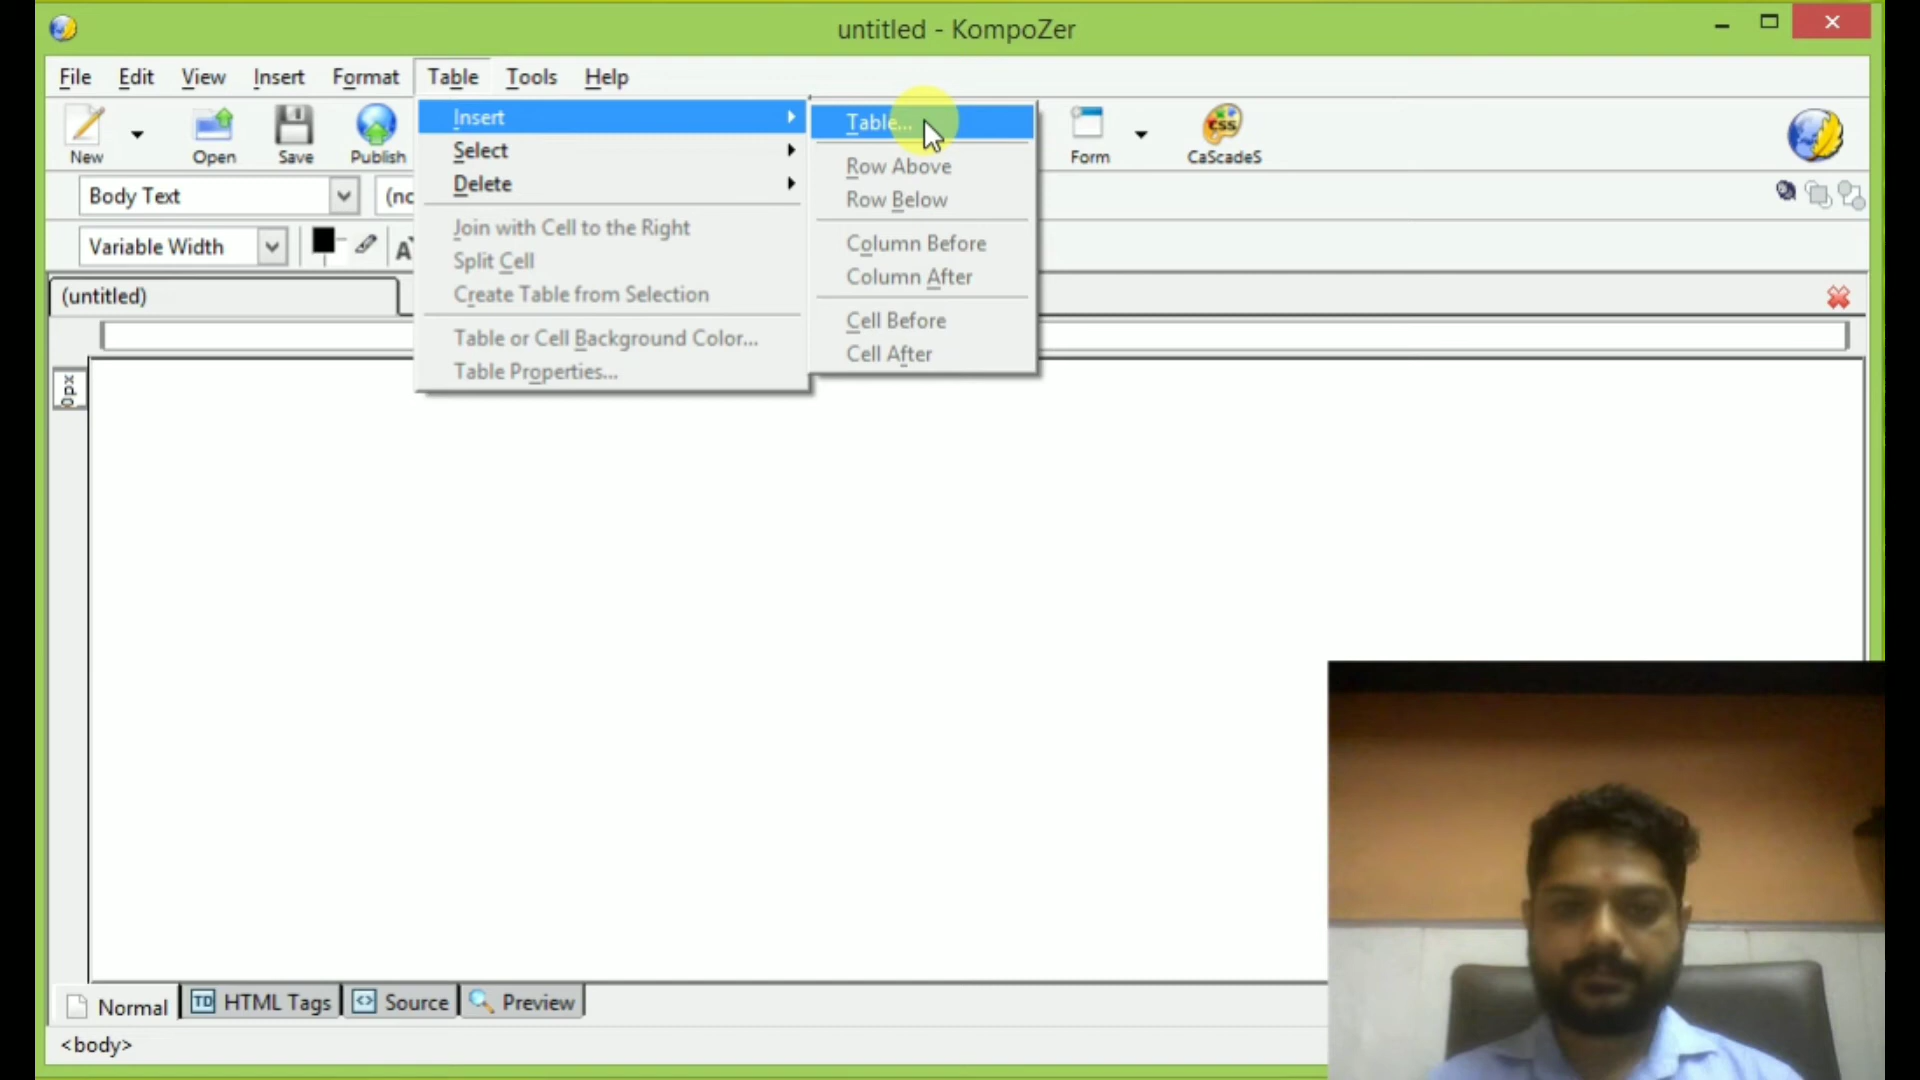 untitled - KompoZer
File Edit View Insert Format Table Tools Help
New Open Save Publish Form CaScadeS
CSS
Body Text
Variable Width
(untitled)
0px
Insert
Select
Delete
Join with Cell to the Right
Split Cell
Create Table from Selection
Table or Cell Background Color...
Table Properties...
Table...
Row Above
Row Below
Column Before
Column After
Cell Before
Cell After
Normal TD HTML Tags Source Preview
<body>